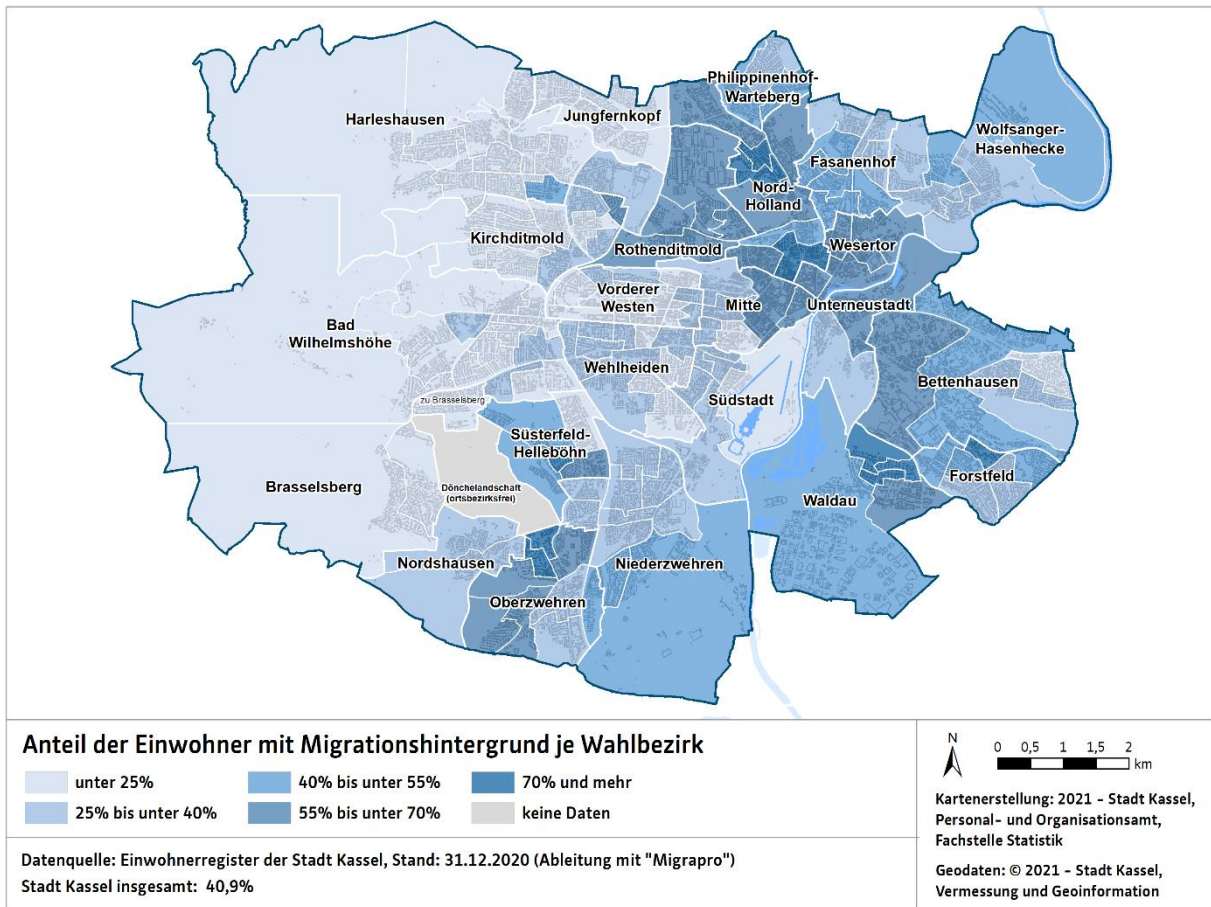 Philippinenhof-
Warteberg
Harleshausen
Jungfernkopf
Wolfsanger-
Hasenhecke
Fasanenhof
Nord-
Holland
Kirchditmold
Rothenditmold
Wesertor
Vorderer
Westen
Mitte
Unterneustadt
Bad
Wilhelmshöhe
Wehlheiden
Bettenhausen
zu Brasselsberg
Südstadt
Süsterfeld-
Helleböhn
Forstfeld
Brasselsberg
Dönchelandschaft
(ortsbezirksfrei)
Waldau
Nordshausen
Niederzwehren
Oberzwehren
Anteil der Einwohner mit Migrationshintergrund je Wahlbezirk
unter 25%
40% bis unter 55%
70% und mehr
25% bis unter 40%
55% bis unter 70%
keine Daten
Datenquelle: Einwohnerregister der Stadt Kassel, Stand: 31.12.2020 (Ableitung mit "Migrapro")
Stadt Kassel insgesamt: 40,9%
N
0 0,5 1 1,5 2
km
Kartenerstellung: 2021 - Stadt Kassel,
Personal- und Organisationsamt,
Fachstelle Statistik
Geodaten: © 2021 - Stadt Kassel,
Vermessung und Geoinformation